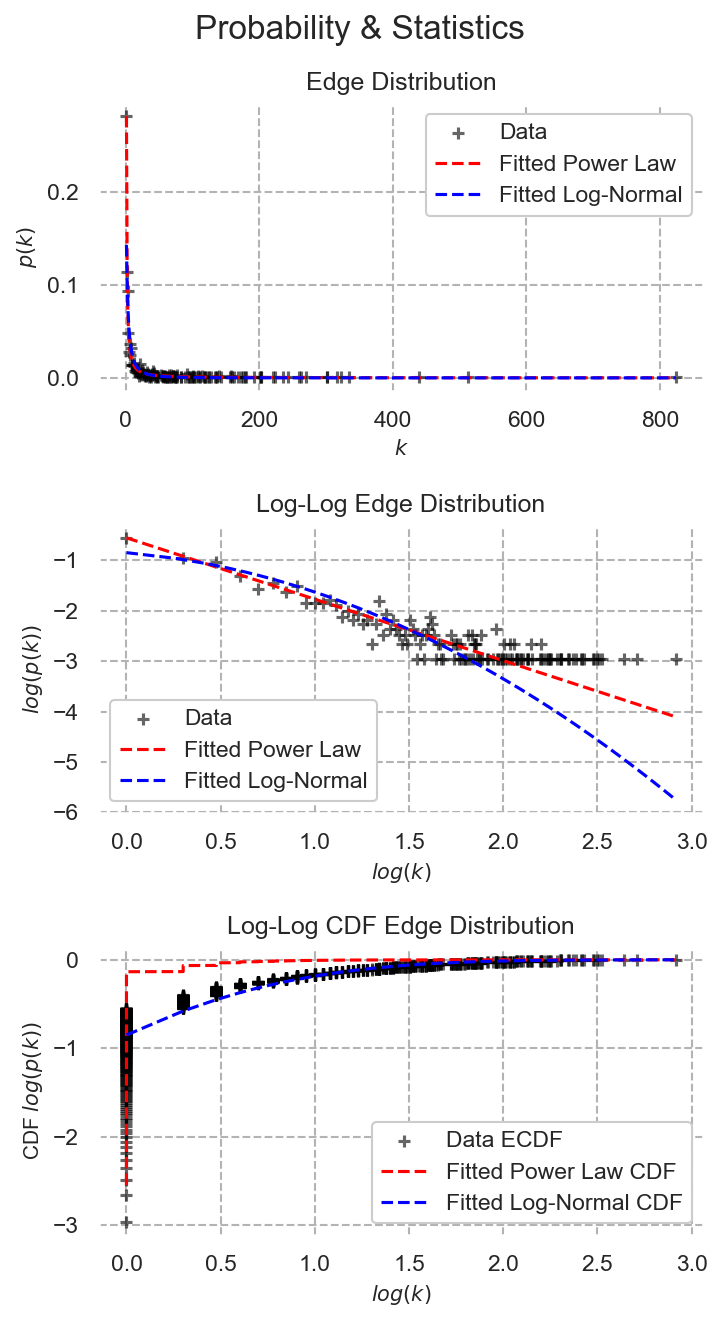 Probability & Statistics
Edge Distribution
Data
Fitted Power Law
Fitted Log-Normal
p(k)
0.2
0.1
0.0
0 200 400 600 800
k
Log-Log Edge Distribution
log(p(k))
−1
−2
−3
−4
−5
−6
Data
Fitted Power Law
Fitted Log-Normal
0.0 0.5 1.0 1.5 2.0 2.5 3.0
log(k)
Log-Log CDF Edge Distribution
CDF log(p(k))
0
−1
−2
−3
Data ECDF
Fitted Power Law CDF
Fitted Log-Normal CDF
0.0 0.5 1.0 1.5 2.0 2.5 3.0
log(k)